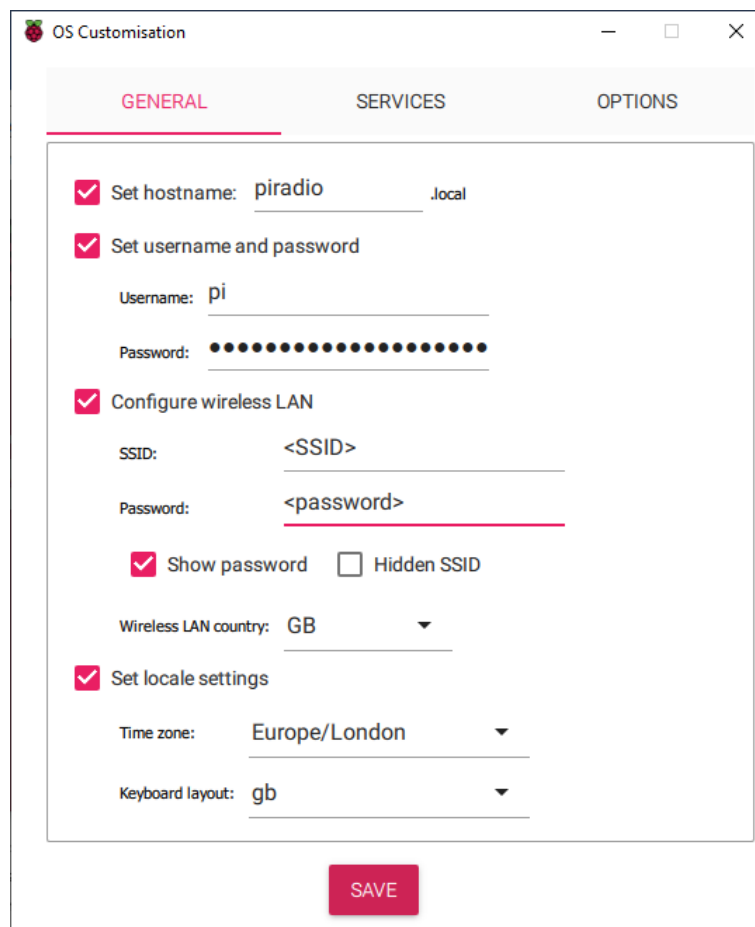 OS Customisation
GENERAL SERVICES OPTIONS
Set hostname: piradio .local
Set username and password
Username: pi
Password: ●●●●●●●●●●●●●●●●●●●●
Configure wireless LAN
SSID: <SSID>
Password: <password>
Show password Hidden SSID
Wireless LAN country: GB
Set locale settings
Time zone: Europe/London
Keyboard layout: gb
SAVE